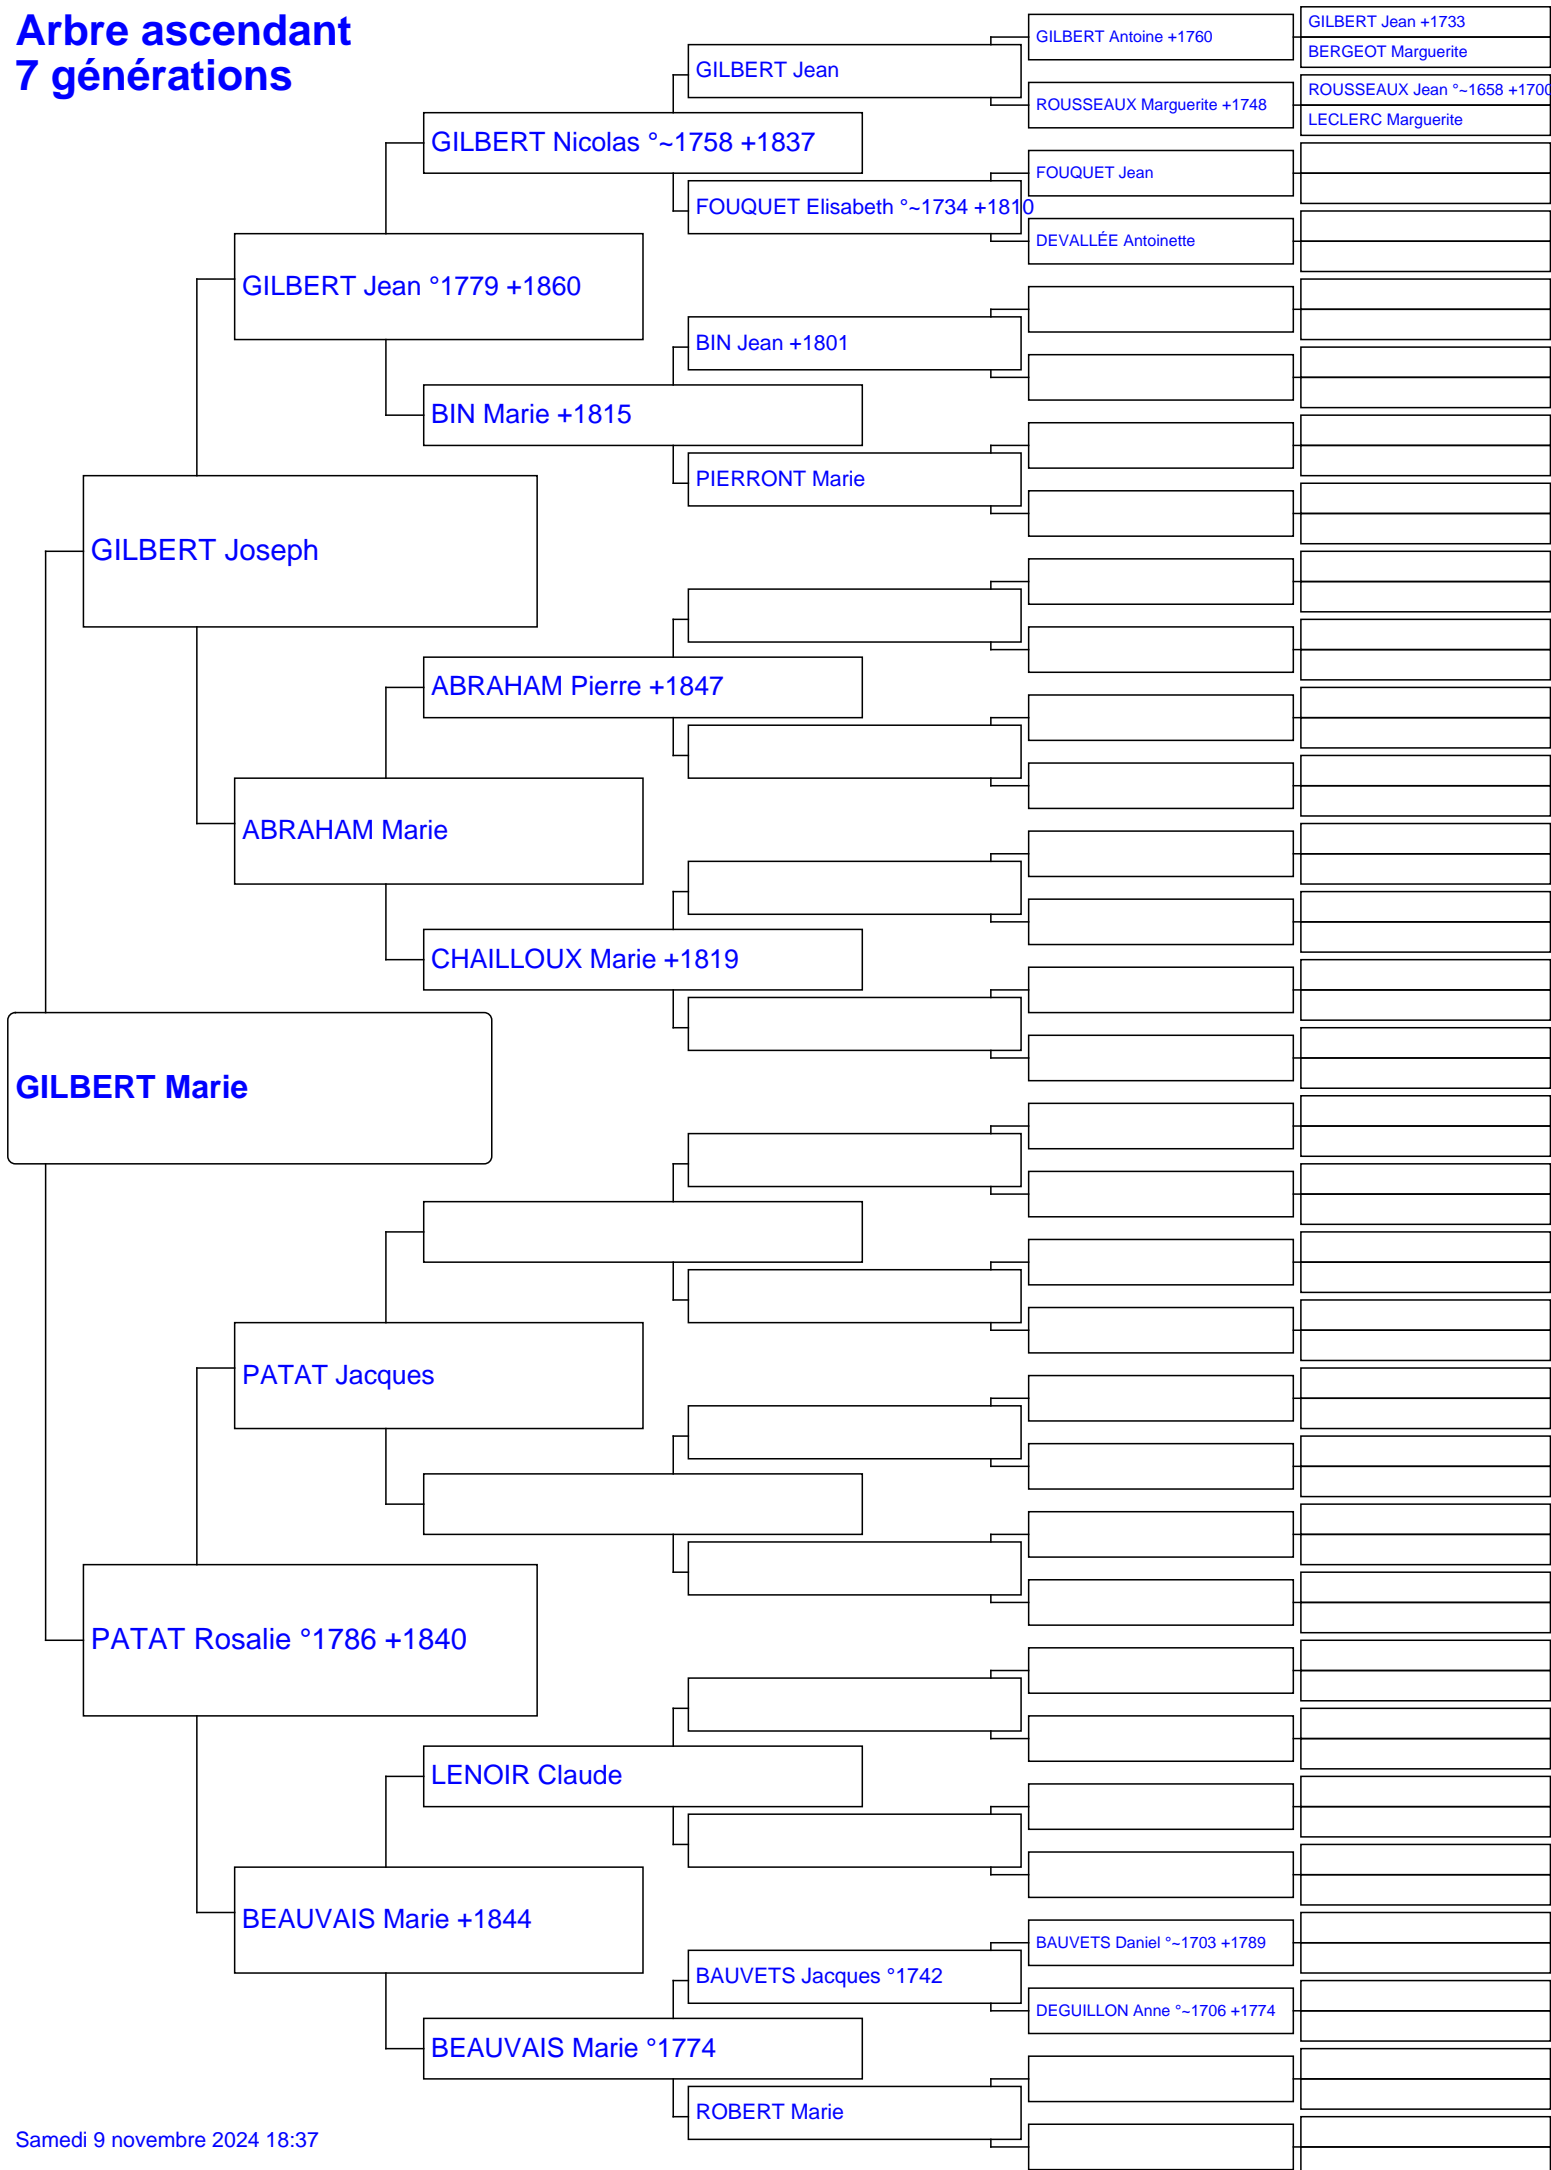 Arbre ascendant
7 générations
GILBERT Jean +1733
GILBERT Antoine +1760
BERGEOT Marguerite
GILBERT Jean
ROUSSEAUX Jean °~1658 +1700
ROUSSEAUX Marguerite +1748
LECLERC Marguerite
GILBERT Nicolas °~1758 +1837
FOUQUET Jean
FOUQUET Elisabeth °~1734 +1810
DEVALLÉE Antoinette
GILBERT Jean °1779 +1860
BIN Jean +1801
BIN Marie +1815
PIERRONT Marie
GILBERT Joseph
ABRAHAM Pierre +1847
ABRAHAM Marie
CHAILLOUX Marie +1819
GILBERT Marie
PATAT Jacques
PATAT Rosalie °1786 +1840
LENOIR Claude
BEAUVAIS Marie +1844
BAUVETS Daniel °~1703 +1789
BAUVETS Jacques °1742
DEGUILLON Anne °~1706 +1774
BEAUVAIS Marie °1774
ROBERT Marie
Samedi 9 novembre 2024 18:37